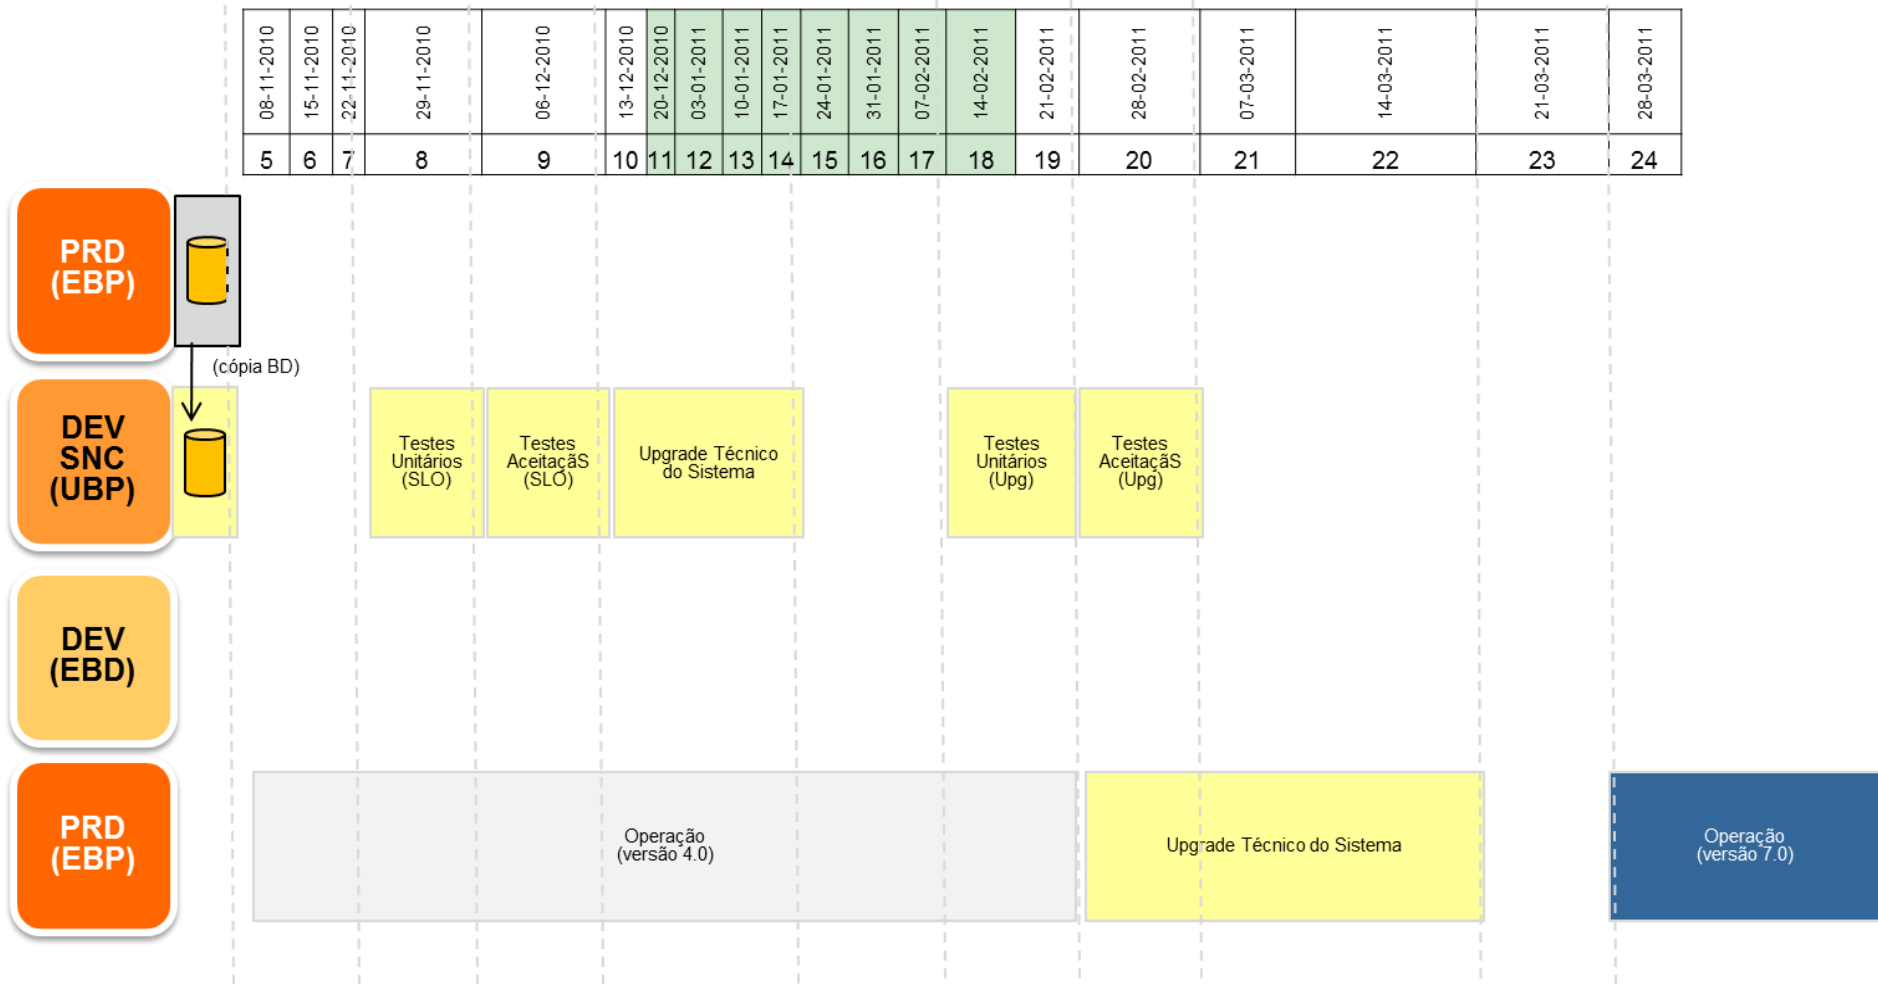 08-11-2010
15-11-2010
22-11-2010
29-11-2010
06-12-2010
13-12-2010
20-12-2010
03-01-2011
10-01-2011
17-01-2011
24-01-2011
31-01-2011
07-02-2011
14-02-2011
21-02-2011
28-02-2011
07-03-2011
14-03-2011
21-03-2011
28-03-2011
5 6 7 8 9 10 11 12 13 14 15 16 17 18 19 20 21 22 23 24
PRD
(EBP)
(cópia BD)
DEV
SNC
(UBP)
Testes
Unitários
(SLO)
Testes
AceitaçãS
(SLO)
Upgrade Técnico
do Sistema
Testes
Unitários
(Upg)
Testes
AceitaçãS
(Upg)
DEV
(EBD)
PRD
(EBP)
Operação
(versão 4.0)
Upgrade Técnico do Sistema
Operação
(versão 7.0)